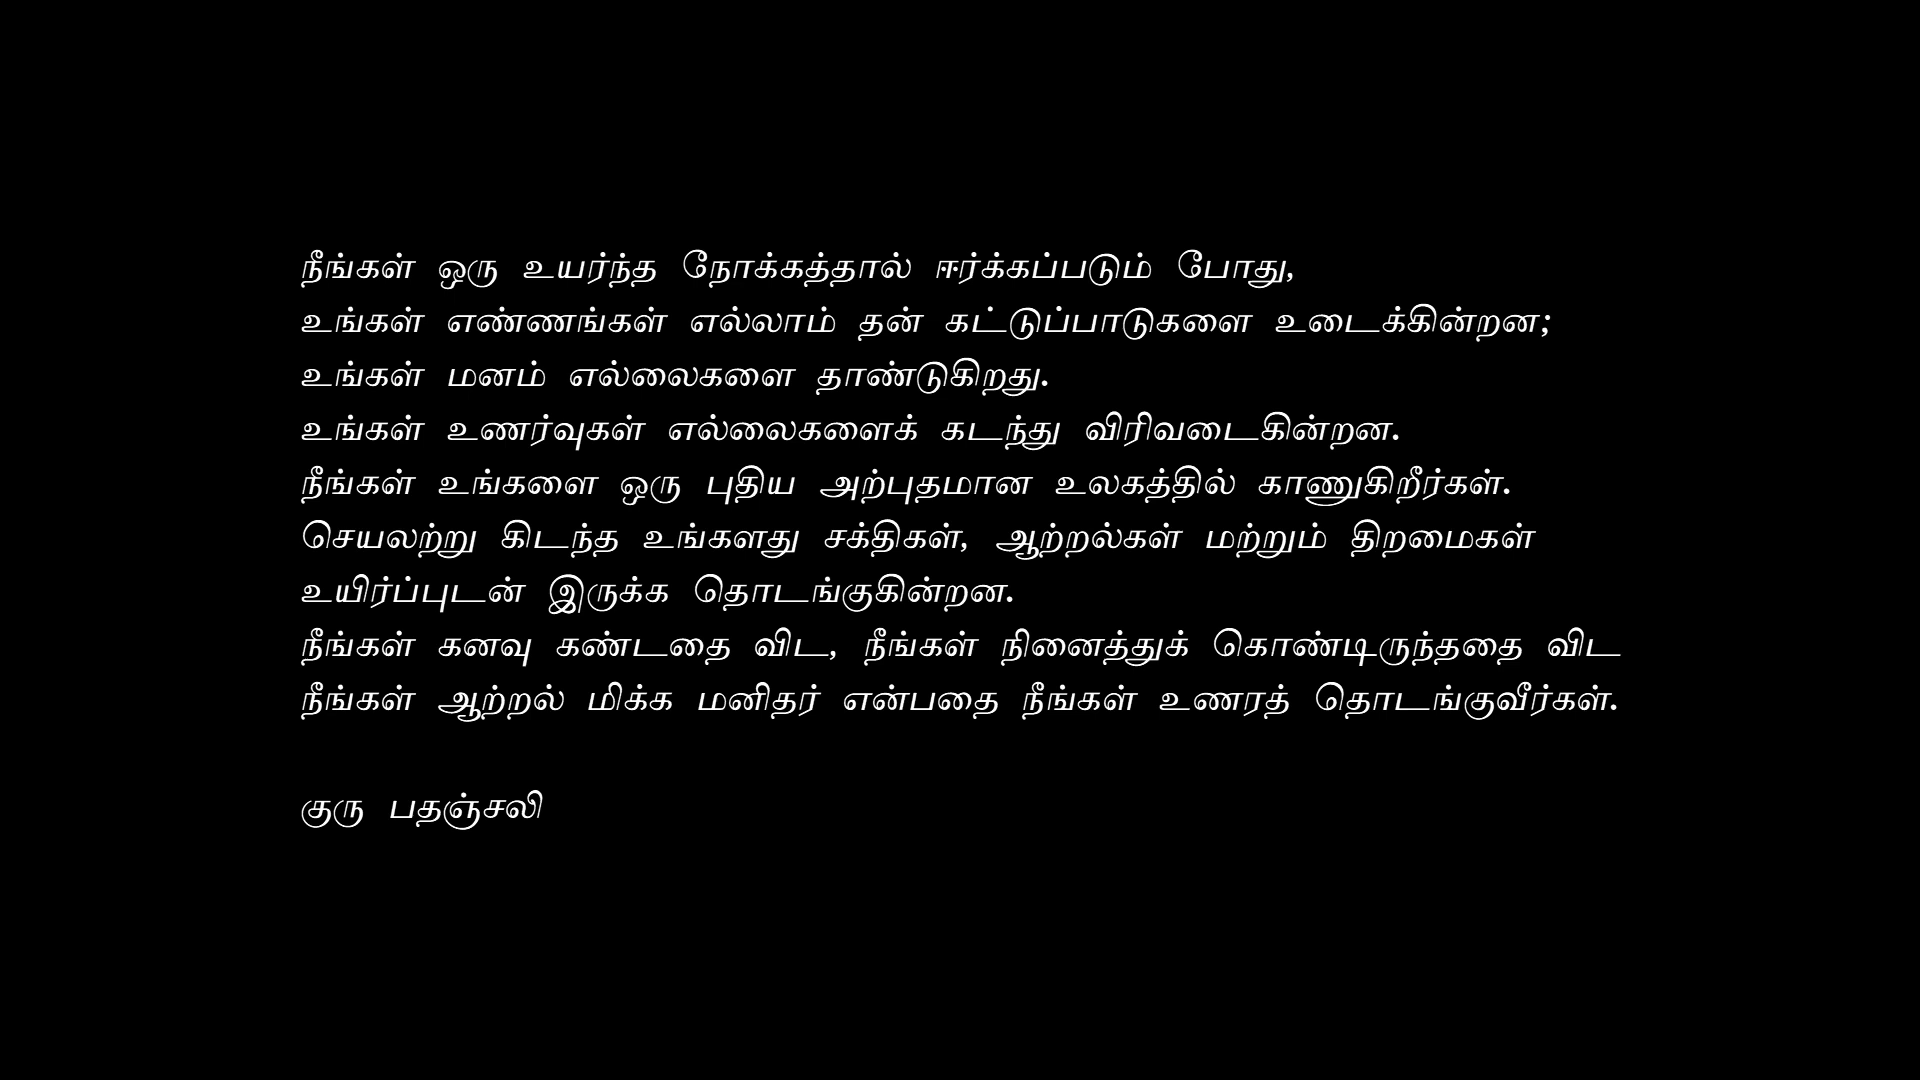 நீங்கள் ஒரு உயர்ந்த நோக்கத்தால் ஈர்க்கப்படும் போது,
உங்கள் எண்ணங்கள் எல்லாம் தன் கட்டுப்பாடுகளை உடைக்கின்றன;
உங்கள் மனம் எல்லைகளை தாண்டுகிறது.
உங்கள் உணர்வுகள் எல்லைகளைக் கடந்து விரிவடைகின்றன.
நீங்கள் உங்களை ஒரு புதிய அற்புதமான உலகத்தில் காணுகிறீர்கள்.
செயலற்று கிடந்த உங்களது சக்திகள், ஆற்றல்கள் மற்றும் திறமைகள்
உயிர்ப்புடன் இருக்க தொடங்குகின்றன.
நீங்கள் கனவு கண்டதை விட, நீங்கள் நினைத்துக் கொண்டிருந்ததை விட
நீங்கள் ஆற்றல் மிக்க மனிதர் என்பதை நீங்கள் உணரத் தொடங்குவீர்கள்.
குரு பதஞ்சலி